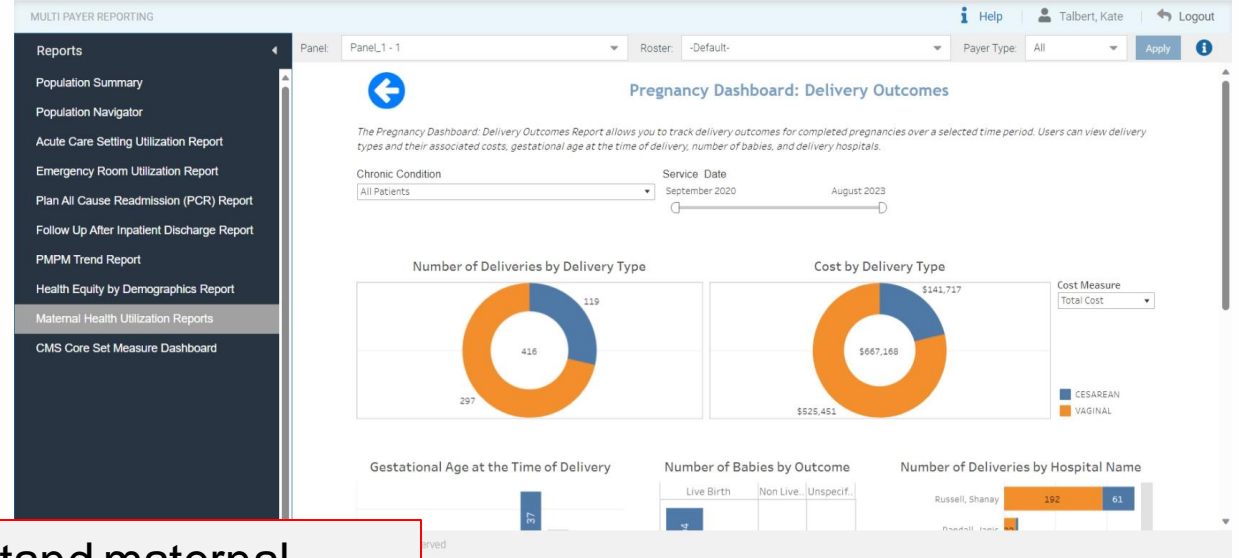 MULTI PAYER REPORTING
Help
Talbert, Kate
Logout
Reports
Panel:
Panel_1 - 1
Roster:
-Default-
Payer Type:
All
Apply
Population Summary
Population Navigator
Acute Care Setting Utilization Report
Emergency Room Utilization Report
Plan All Cause Readmission (PCR) Report
Follow Up After Inpatient Discharge Report
PMPM Trend Report
Health Equity by Demographics Report
Maternal Health Utilization Reports
CMS Core Set Measure Dashboard
Pregnancy Dashboard: Delivery Outcomes
The Pregnancy Dashboard: Delivery Outcomes Report allows you to track delivery outcomes for completed pregnancies over a selected time period. Users can view delivery
types and their associated costs, gestational age at the time of delivery, number of babies, and delivery hospitals.
Chronic Condition
All Patients
Service Date
September 2020
August 2023
Number of Deliveries by Delivery Type
119
416
297
Cost by Delivery Type
$141,717
$667,168
$525,451
Cost Measure
Total Cost
CESAREAN
VAGINAL
Gestational Age at the Time of Delivery
37
Number of Babies by Outcome
Live Birth
Non Live..
Unspecif..
Number of Deliveries by Hospital Name
Russell, Shanay
192
61
erved
tand maternal